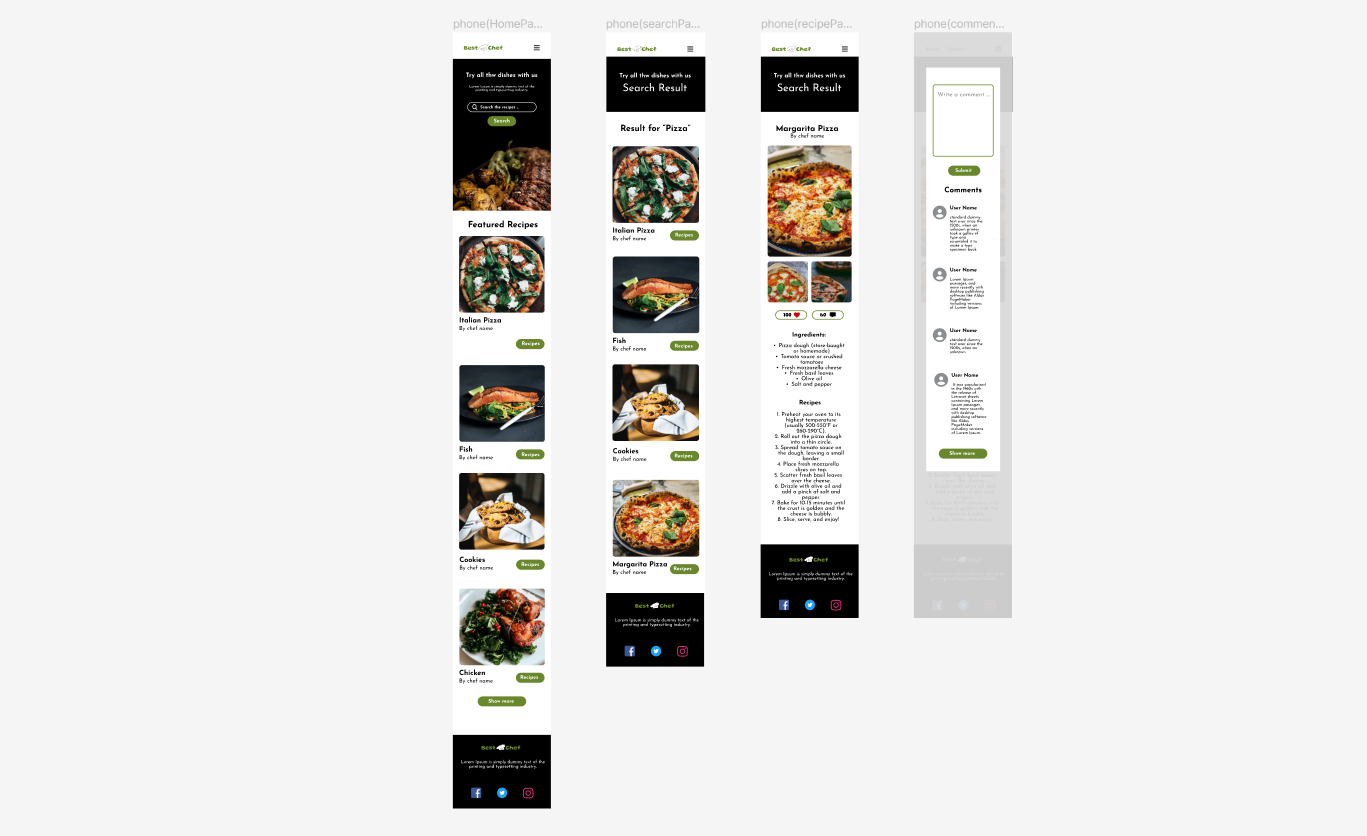 phone(HomePa...
Best Chef
Try all thw dishes with us
Lorem Ipsum is simply dummy text of the
printing and typesetting industry.
Search the recipes ..
Search
Featured Recipes
Italian Pizza
By chef name
Recipes
Fish
By chef name
Recipes
Cookies
By chef name
Recipes
Chicken
By chef name
Recipes
Show more
Best Chef
Lorem Ipsum is simply dummy text of the
printing and typesetting industry.
phone(searchPa...
Best Chef
Try all thw dishes with us
Search Result
Result for "Pizza"
Italian Pizza
By chef name
Recipes
Fish
By chef name
Recipes
Cookies
By chef name
Recipes
Margarita Pizza
By chef name
Recipes
Best Chef
Lorem Ipsum is simply dummy text of the
printing and typesetting industry.
phone(recipePa...
Best Chef
Try all thw dishes with us
Search Result
Margarita Pizza
By chef name
100
60
Ingredients:
• Pizza dough (store-bought
or homemade)
• Tomato sauce or crushed
tomatoes
• Fresh mozzarella cheese
• Fresh basil leaves
• Olive oil
• Salt and pepper
Recipes
1. Preheat your oven to its
highest temperature
(usually 500-550°F or
260-290°C).
2. Roll out the pizza dough
into a thin circle.
3. Spread tomato sauce on
the dough, leaving a small
border.
4. Place fresh mozzarella
slices on top.
5. Scatter fresh basil leaves
over the cheese.
6. Drizzle with olive oil and
add a pinch of salt and
pepper.
7. Bake for 10-15 minutes until
the crust is golden and the
cheese is bubbly.
8. Slice, serve, and enjoy!
Best Chef
Lorem Ipsum is simply dummy text of the
printing and typesetting industry.
phone(commen...
Write a comment ...
Submit
Comments
User Name
standard dummy
text ever since the
1500s, when an
unknown printer
took a galley of
type and
scrambled it to
make a type
specimen book.
User Name
Lorem Ipsum
passages, and
more recently with
desktop publishing
software like Aldus
PageMaker
including versions
of Lorem Ipsum.
User Name
standard dummy
text ever since the
1500s, when an
unknown
User Name
It was popularised
in the 1960s with
the release of
Letraset sheets
containing Lorem
Ipsum passages,
and more recently
with desktop
publishing software
like Aldus
PageMaker
including versions
of Lorem Ipsum.
Show more
over the cheese.
Best Chef
Lorem Ipsum is simply dummy text of the
printing and typesetting industry.